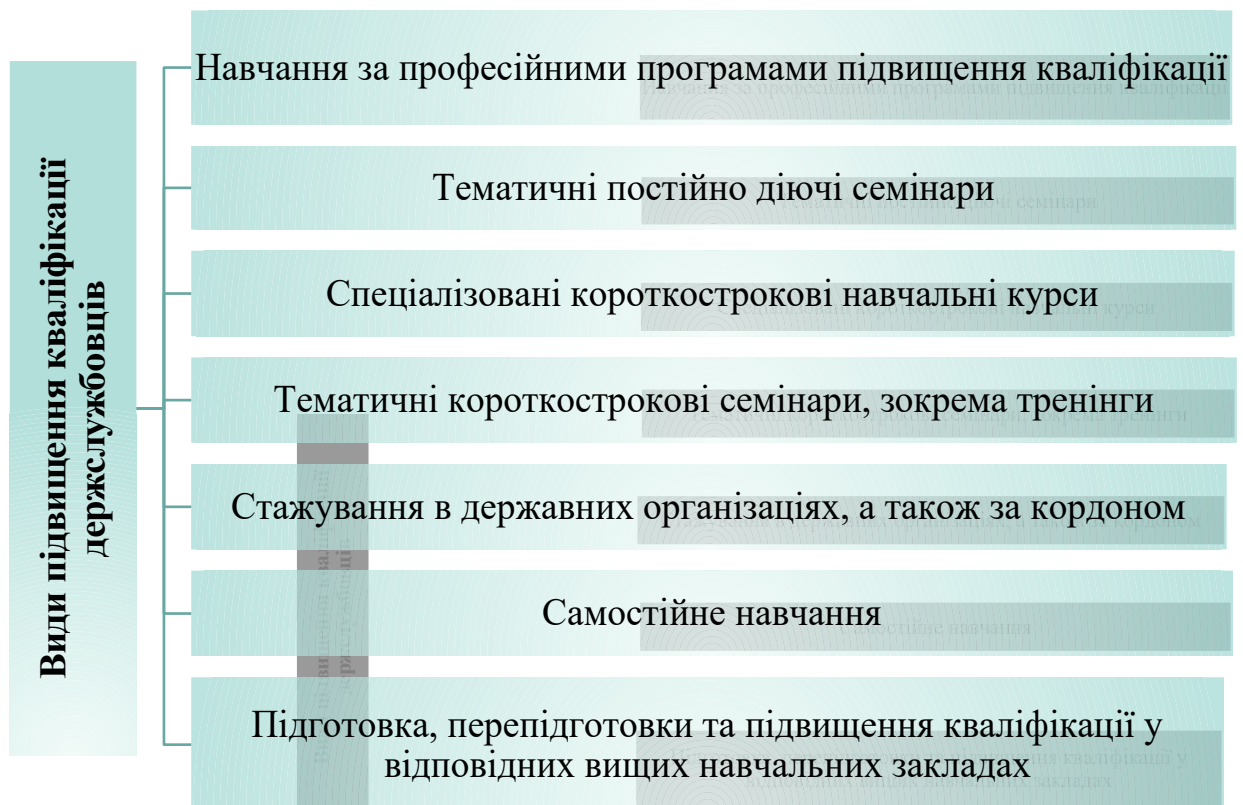 Види підвищення кваліфікації
держслужбовців
Навчання за професійними програмами підвищення кваліфікації
Тематичні постійно діючі семінари
Спеціалізовані короткострокові навчальні курси
Тематичні короткострокові семінари, зокрема тренінги
Стажування в державних організаціях, а також за кордоном
Самостійне навчання
Підготовка, перепідготовки та підвищення кваліфікації у
відповідних вищих навчальних закладах